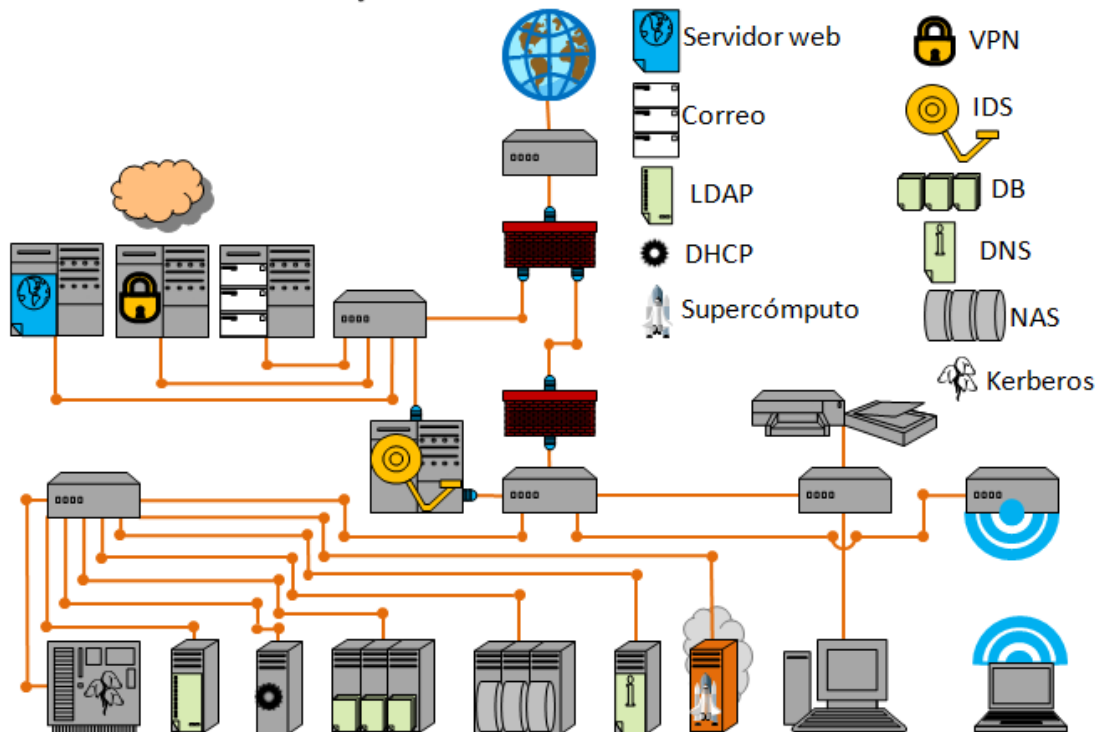 Servidor web
VPN
Correo
IDS
LDAP
DB
DHCP
DNS
Supercómputo
NAS
Kerberos